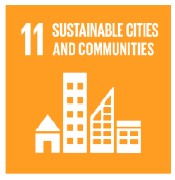 11 SUSTAINABLE CITIES
AND COMMUNITIES